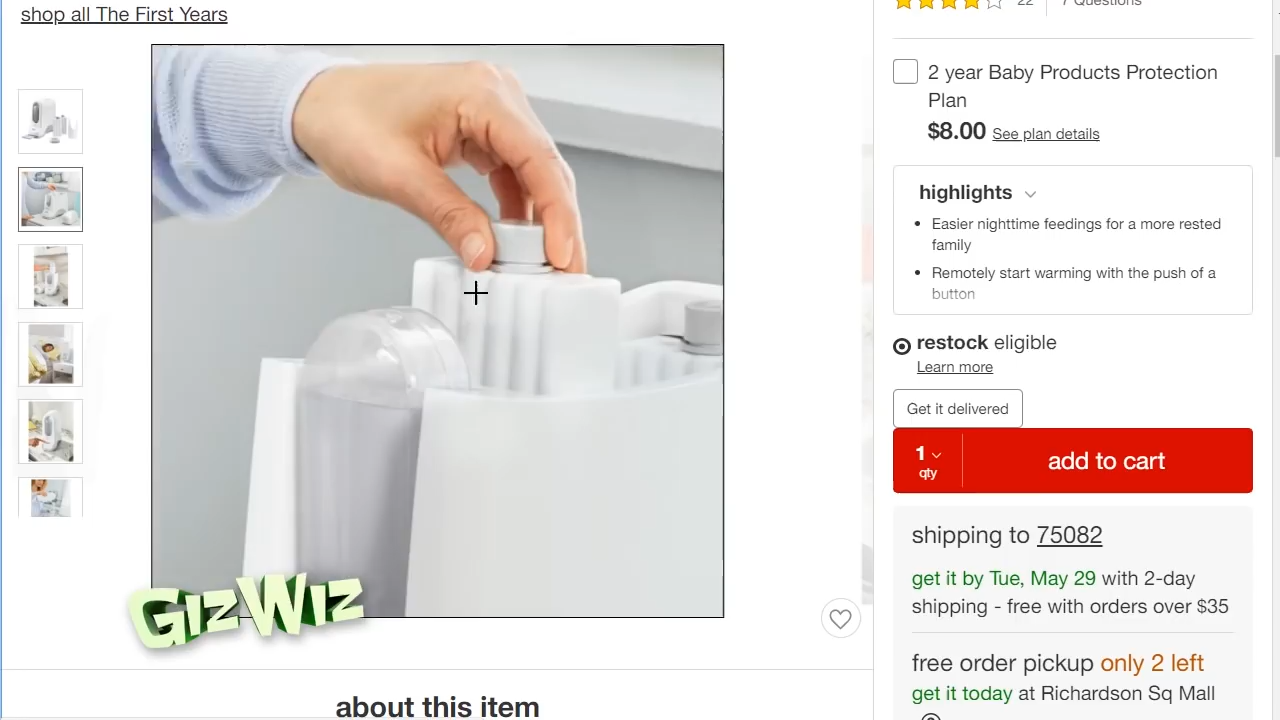 shop all The First Years
22
7 Questions
2 year Baby Products Protection
Plan
$8.00 See plan details
highlights
• Easier nighttime feedings for a more rested
family
• Remotely start warming with the push of a
button
restock eligible
Learn more
Get it delivered
1
qty
add to cart
shipping to 75082
get it by Tue, May 29 with 2-day
shipping - free with orders over $35
free order pickup only 2 left
get it today at Richardson Sq Mall
GIZWIZ
about this item